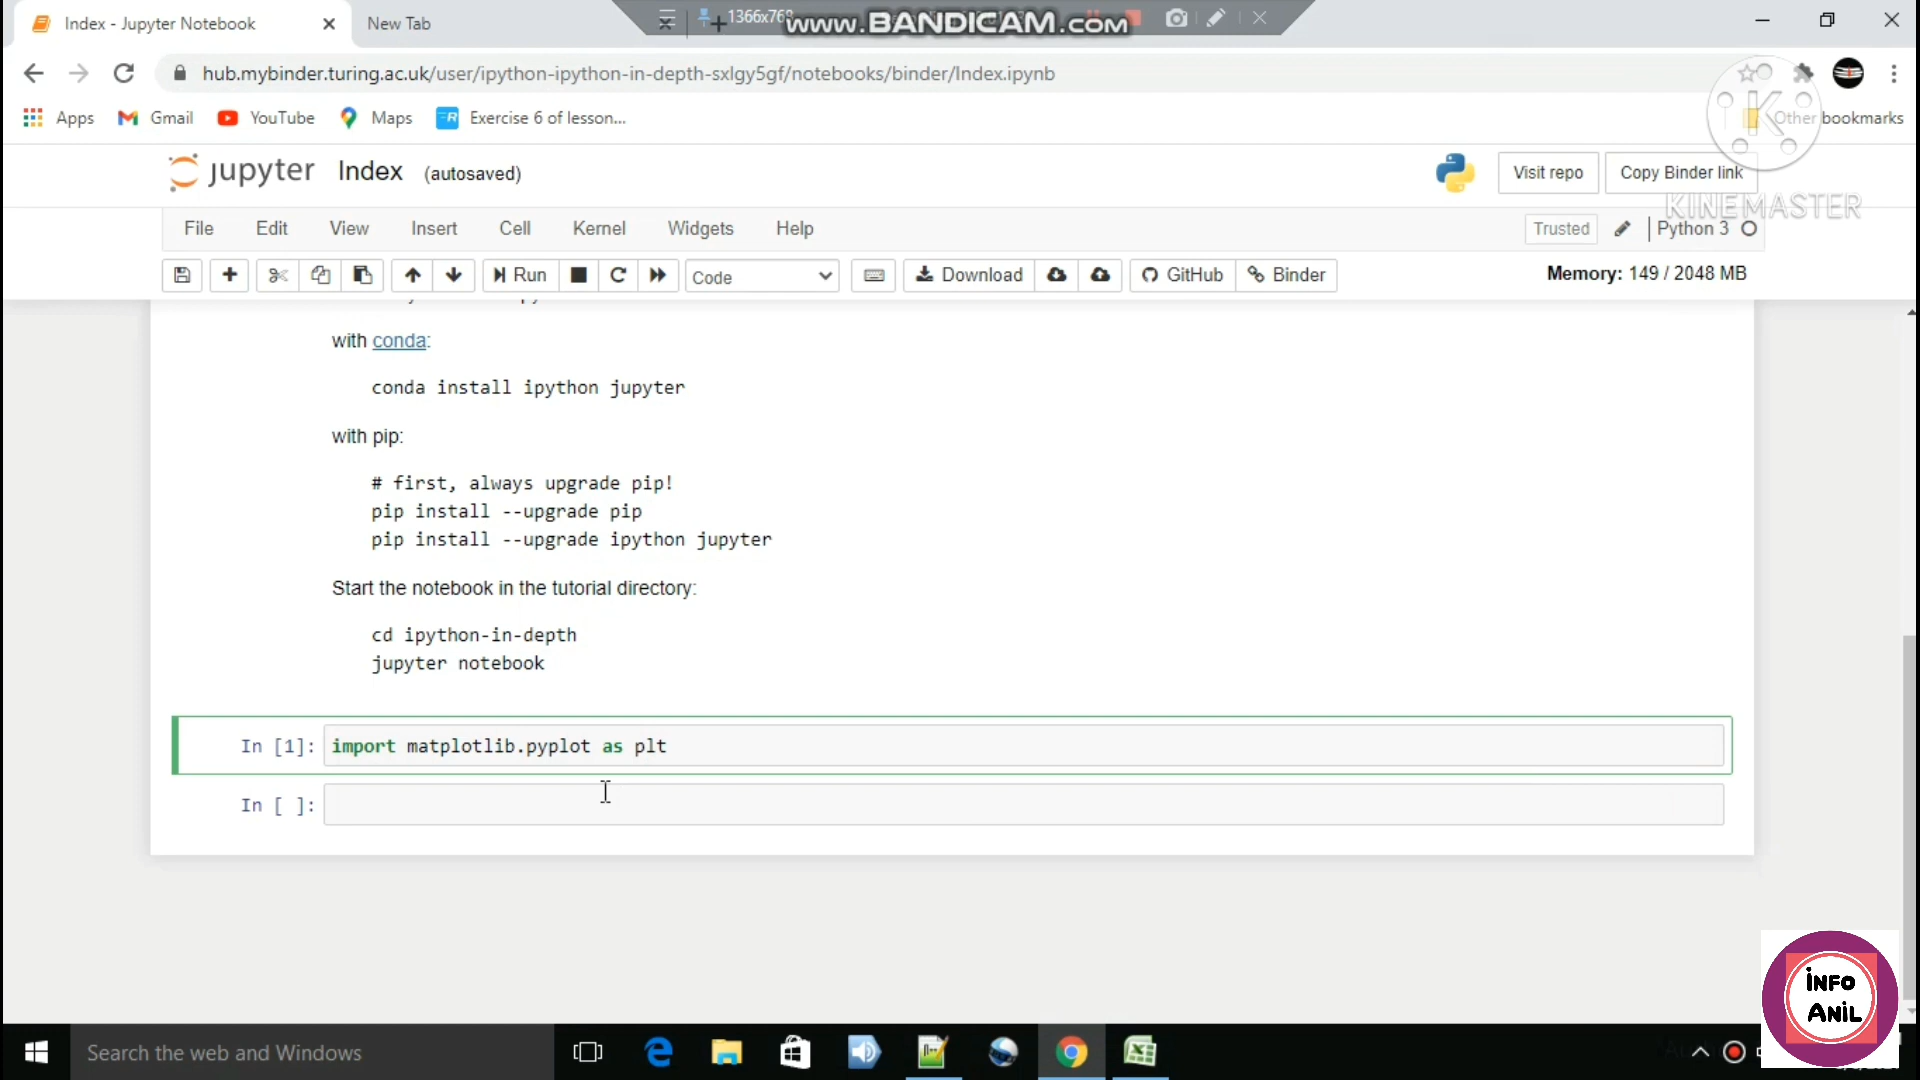 Index - Jupyter Notebook
New Tab
1366x768
www.BANDICAM.com
hub.mybinder.turing.ac.uk/user/ipython-ipython-in-depth-sxlgy5gf/notebooks/binder/Index.ipynb
Apps
Gmail
YouTube
Maps
Exercise 6 of lesson...
Other bookmarks
K
KINEMASTER
jupyter Index (autosaved)
Visit repo
Copy Binder link
File Edit View Insert Cell Kernel Widgets Help
Trusted
Python 3
Run
Code
Download
GitHub
Binder
Memory: 149 / 2048 MB
with conda:
conda install ipython jupyter
with pip:
# first, always upgrade pip!
pip install --upgrade pip
pip install --upgrade ipython jupyter
Start the notebook in the tutorial directory:
cd ipython-in-depth
jupyter notebook
In [1]: import matplotlib.pyplot as plt
In [ ]:
Search the web and Windows
İNFO
ANİL